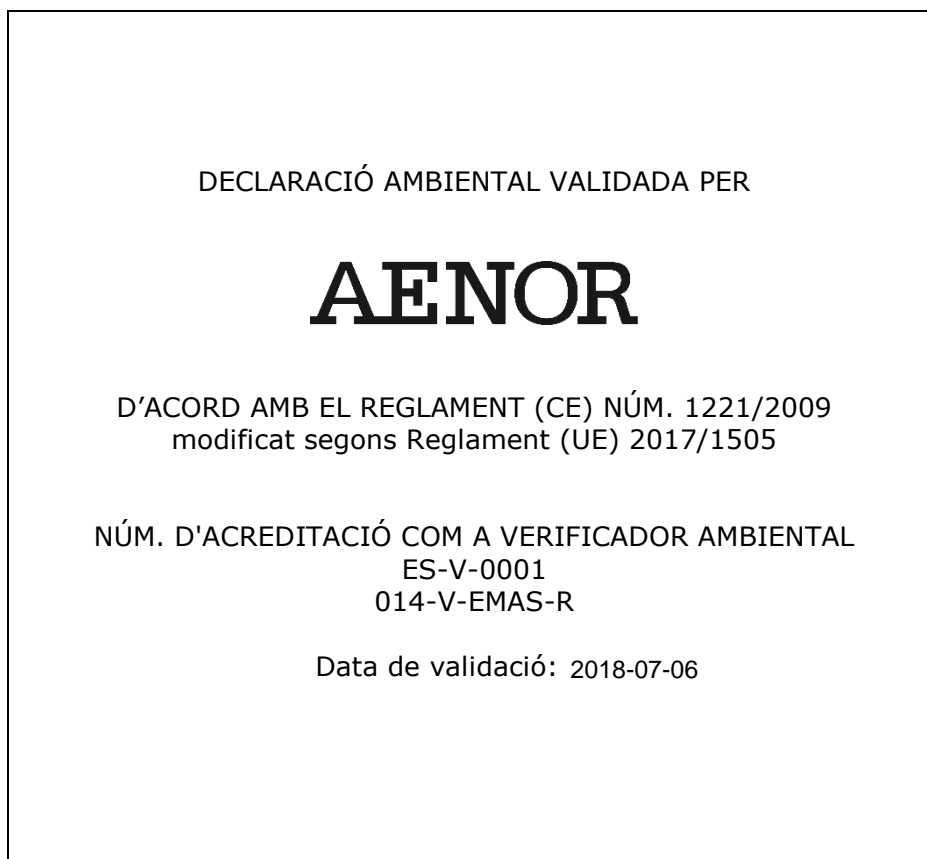 DECLARACIÓ AMBIENTAL VALIDADA PER
AENOR
D’ACORD AMB EL REGLAMENT (CE) NÚM. 1221/2009
modificat segons Reglament (UE) 2017/1505
NÚM. D'ACREDITACIÓ COM A VERIFICADOR AMBIENTAL
ES-V-0001
014-V-EMAS-R
Data de validació: 2018-07-06